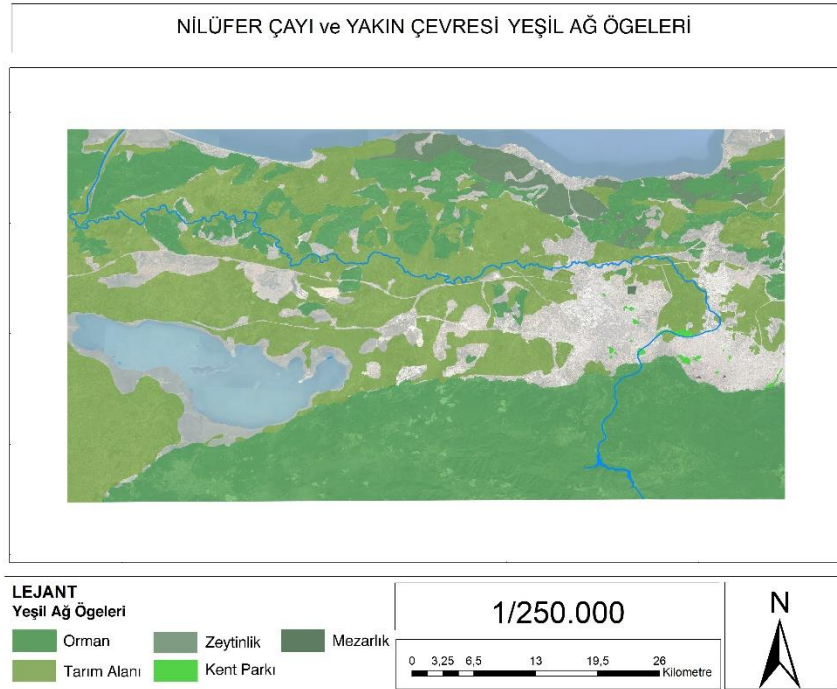 NİLÜFER ÇAYI ve YAKIN ÇEVRESİ YEŞİL AĞ ÖGELERİ
LEJANT
Yeşil Ağ Ögeleri
Orman
Zeytinlik
Mezarlık
Tarım Alanı
Kent Parkı
1/250.000
0 3,25 6,5 13 19,5 26
Kilometre
N